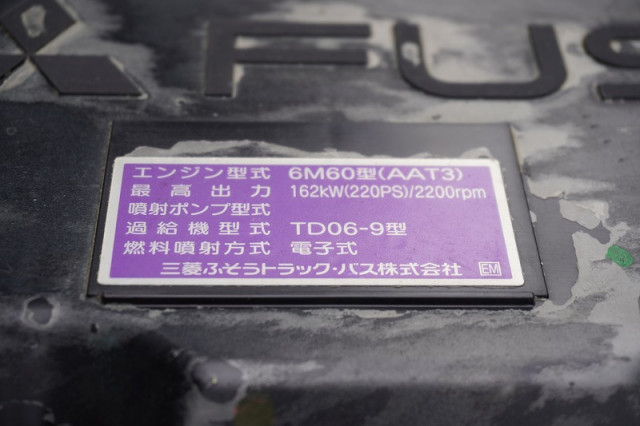 FUS
エンジン型式 6M60型(AAT3)
最高出力 162kW(220PS)/2200rpm
噴射ポンプ型式
過給機型式 TD06-9型
燃料噴射方式 電子式
三菱ふそうトラック・バス株式会社 EM